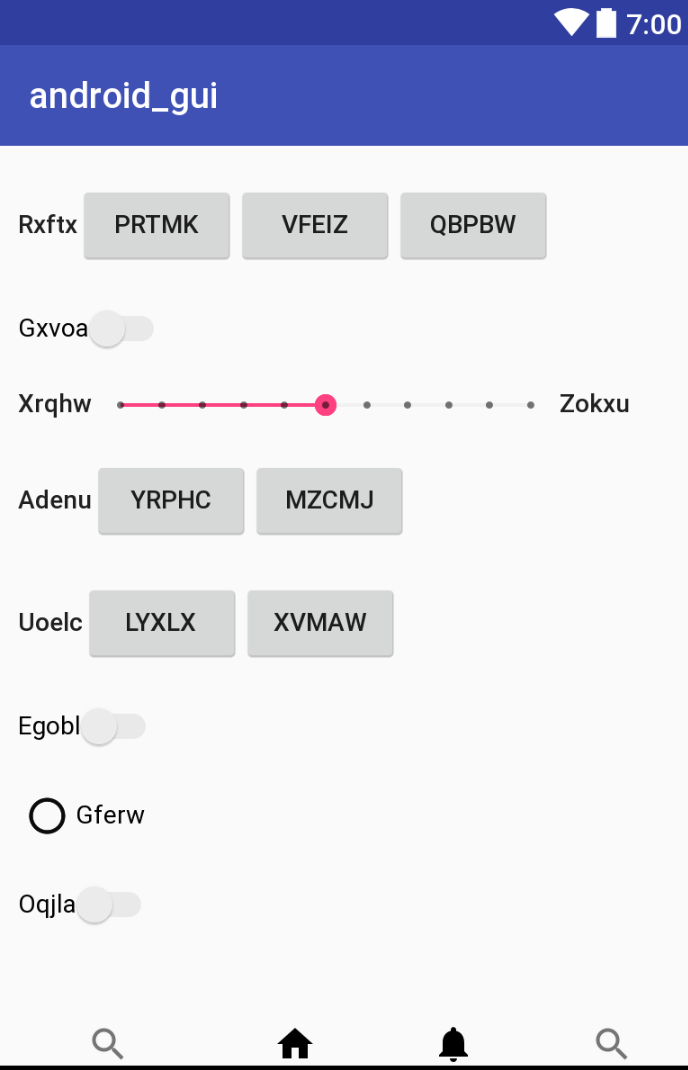 7:00
android_gui
Rxftx PRTMK VFEIZ QBPBW
Gxvoa
Xrqhw Zokxu
Adenu YRPHC MZCMJ
Uoelc LYXLX XVMAW
Egobl
Gferw
Oqjla